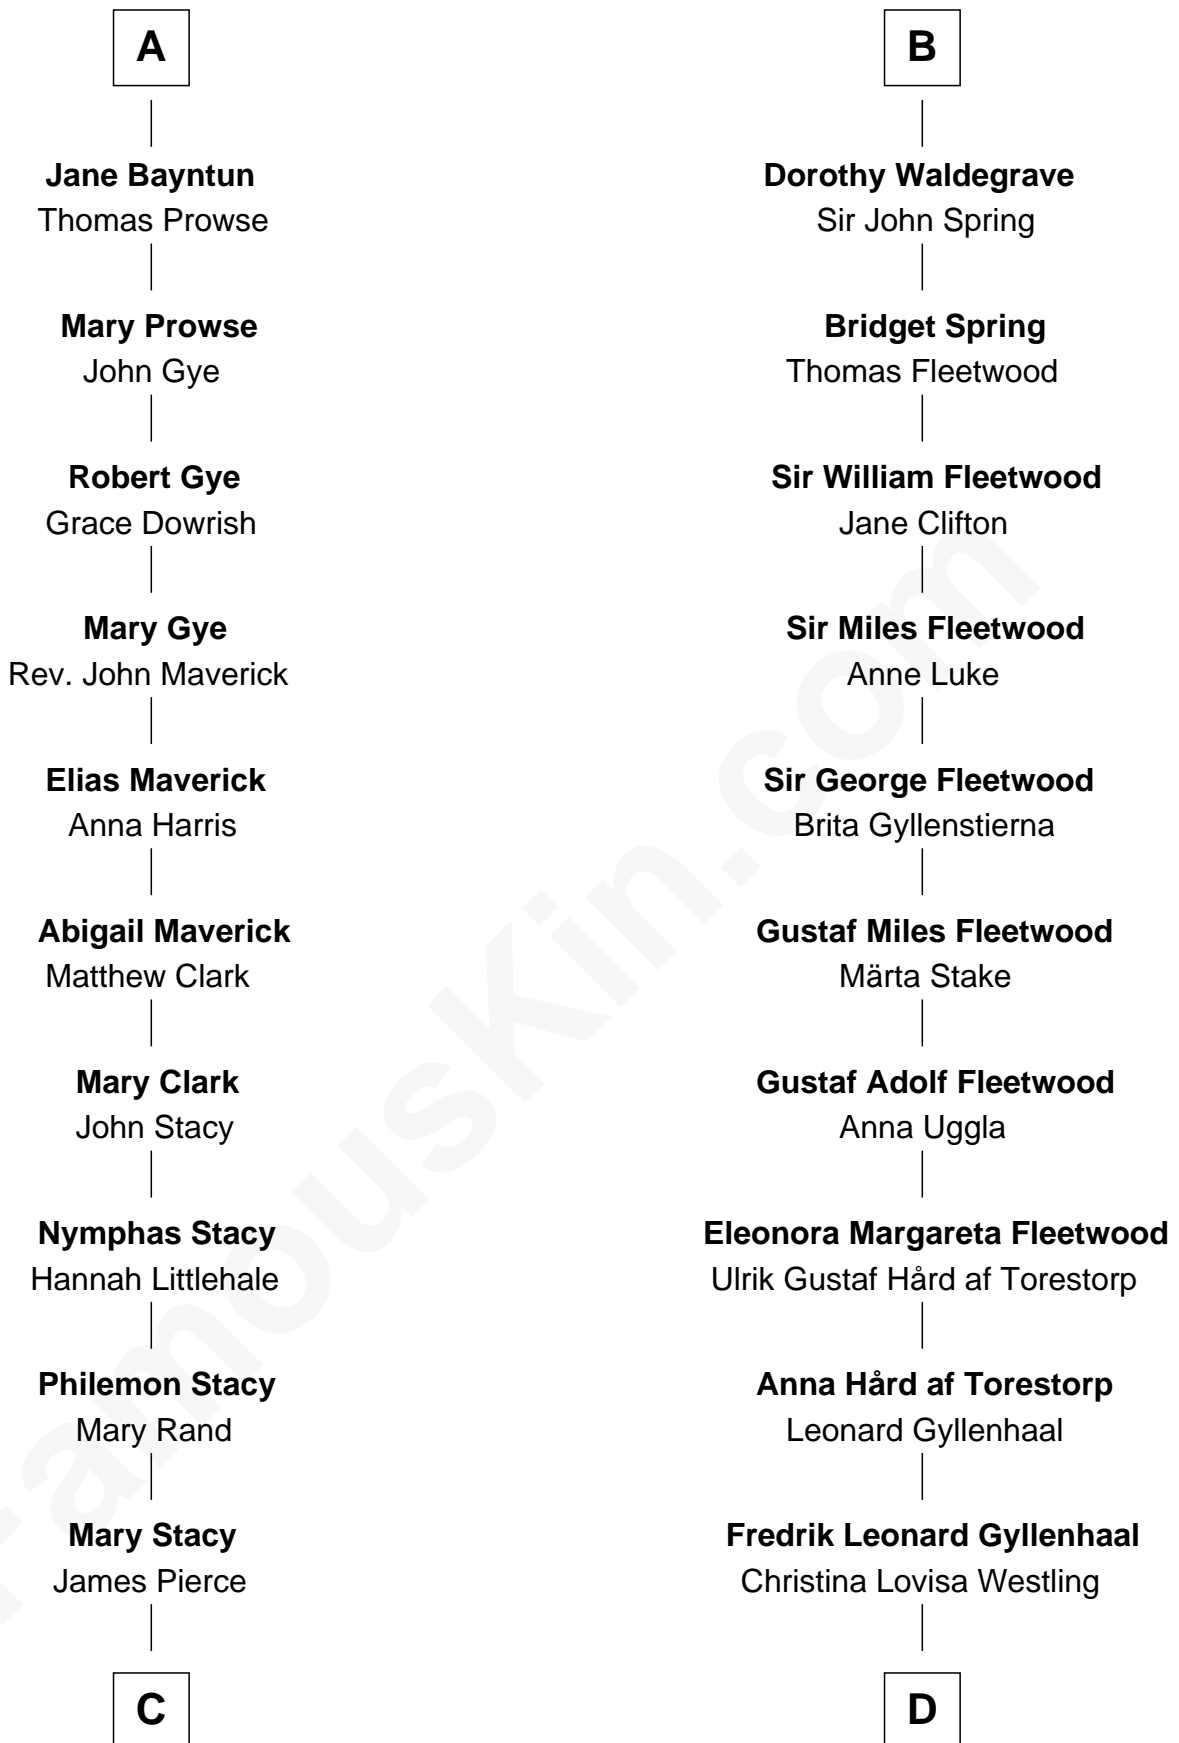 A
Jane Bayntun
Thomas Prowse
Mary Prowse
John Gye
Robert Gye
Grace Dowrish
Mary Gye
Rev. John Maverick
Elias Maverick
Anna Harris
Abigail Maverick
Matthew Clark
Mary Clark
John Stacy
Nymphas Stacy
Hannah Littlehale
Philemon Stacy
Mary Rand
Mary Stacy
James Pierce
C
B
Dorothy Waldegrave
Sir John Spring
Bridget Spring
Thomas Fleetwood
Sir William Fleetwood
Jane Clifton
Sir Miles Fleetwood
Anne Luke
Sir George Fleetwood
Brita Gyllenstierna
Gustaf Miles Fleetwood
Märta Stake
Gustaf Adolf Fleetwood
Anna Uggla
Eleonora Margareta Fleetwood
Ulrik Gustaf Hård af Torestorp
Anna Hård af Torestorp
Leonard Gyllenhaal
Fredrik Leonard Gyllenhaal
Christina Lovisa Westling
D
FamousKin.com